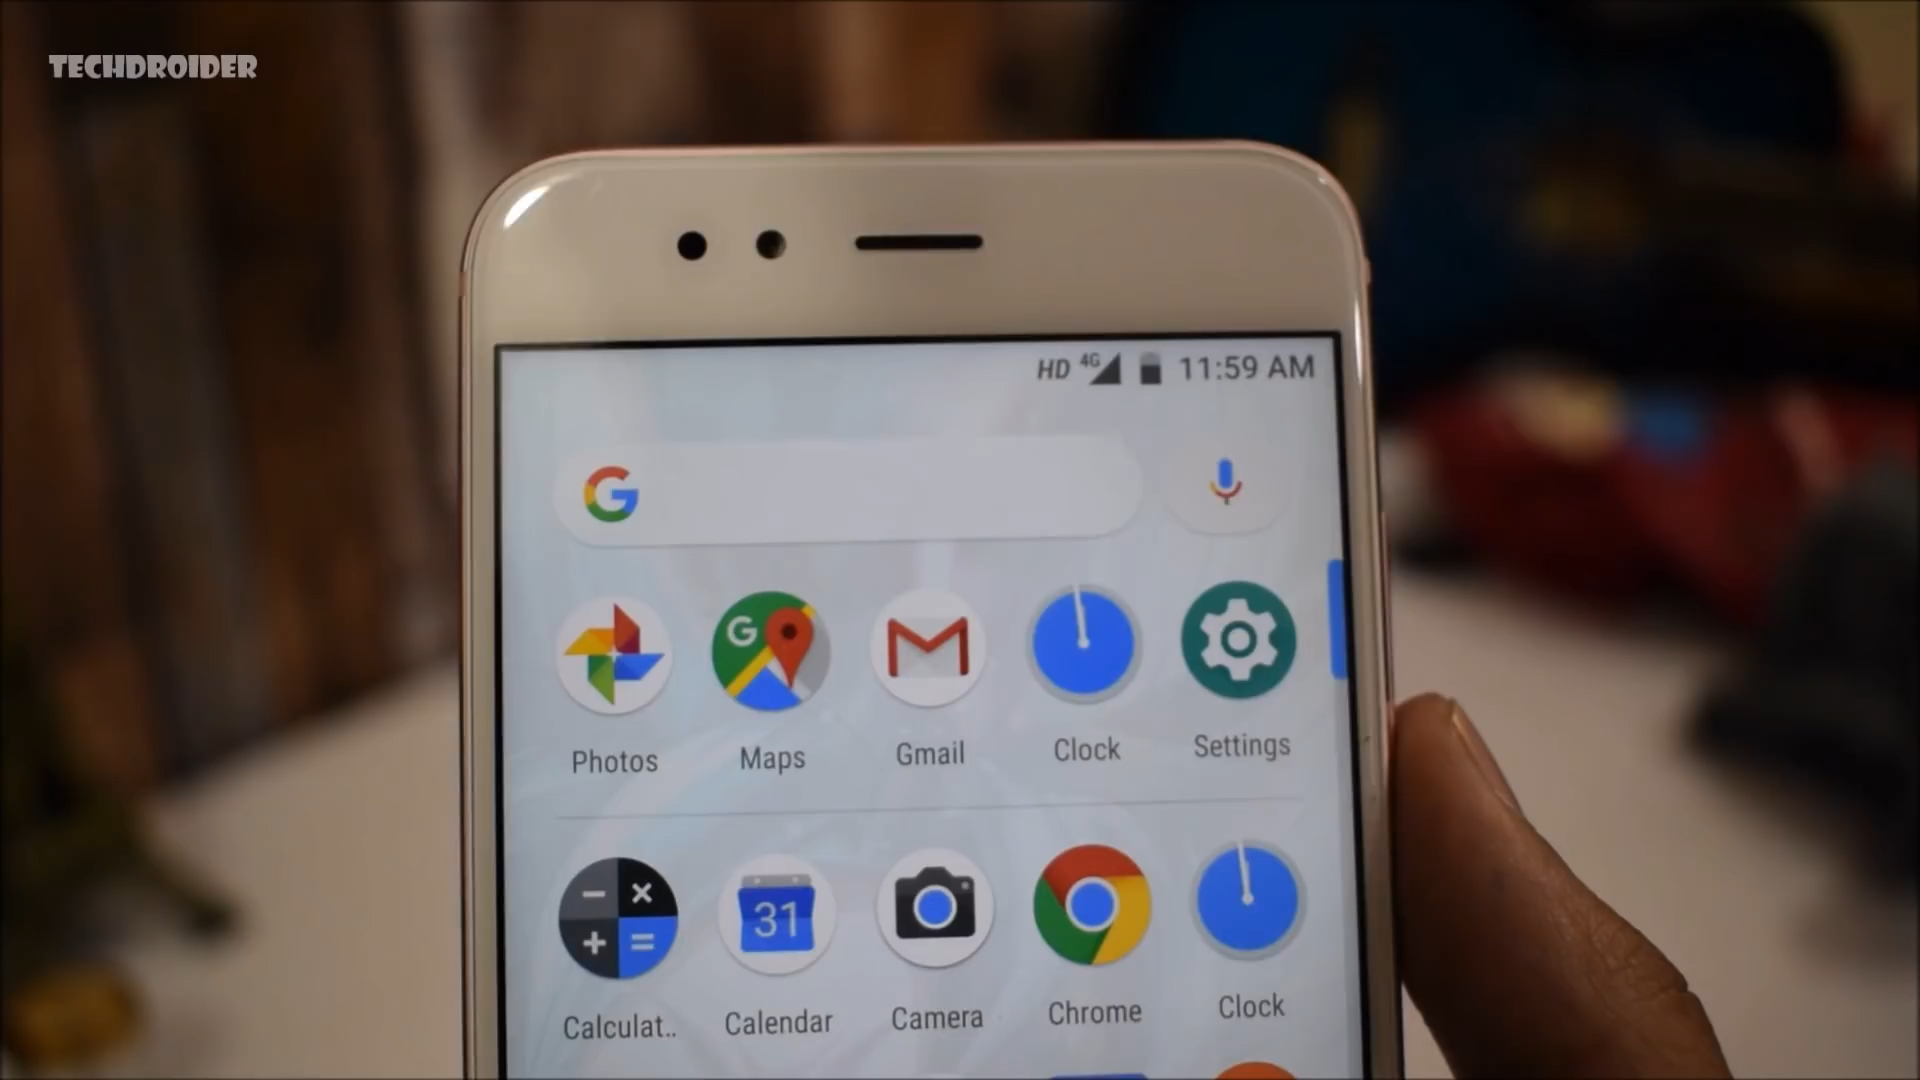 TECHDROIDER
HD 4G 11:59 AM
G
G
Photos Maps Gmail Clock Settings
31
Calculat.. Calendar Camera Chrome Clock